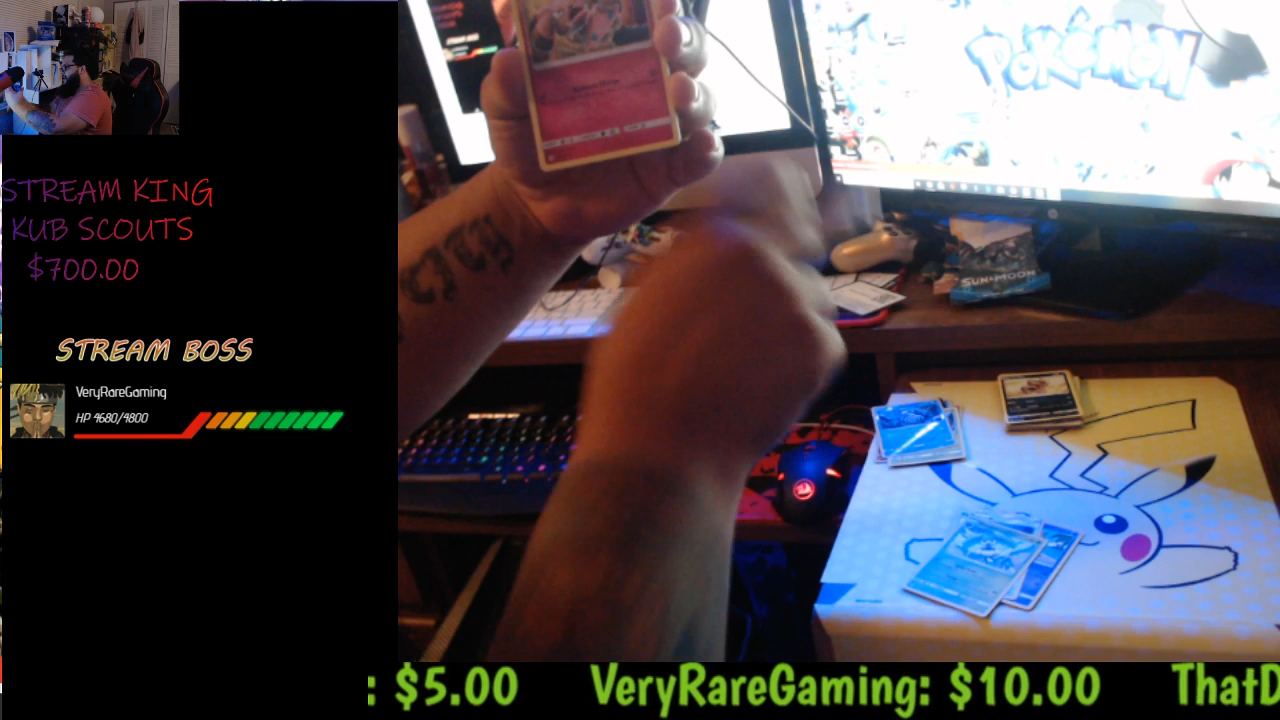 STREAM KING
KUB SCOUTS
$700.00
STREAM BOSS
VeryRareGaming
HP 4680/4800
POKÉMON
SUN & MOON
: $5.00 VeryRareGaming: $10.00 ThatD